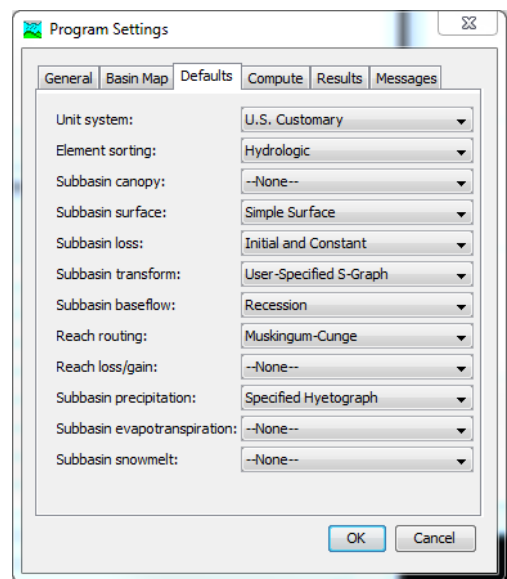 Program Settings
General Basin Map Defaults Compute Results Messages
Unit system: U.S. Customary
Element sorting: Hydrologic
Subbasin canopy: --None--
Subbasin surface: Simple Surface
Subbasin loss: Initial and Constant
Subbasin transform: User-Specified S-Graph
Subbasin baseflow: Recession
Reach routing: Muskingum-Cunge
Reach loss/gain: --None--
Subbasin precipitation: Specified Hyetograph
Subbasin evapotranspiration: --None--
Subbasin snowmelt: --None--
OK Cancel